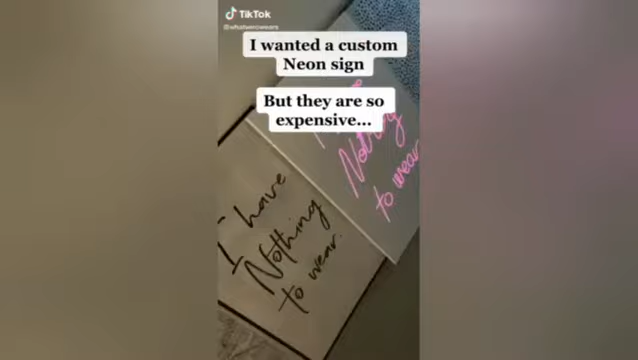 TikTok
I wanted a custom
Neon sign
But they are so
expensive...
Nothing
to wear
I have
Nothing
to wear.